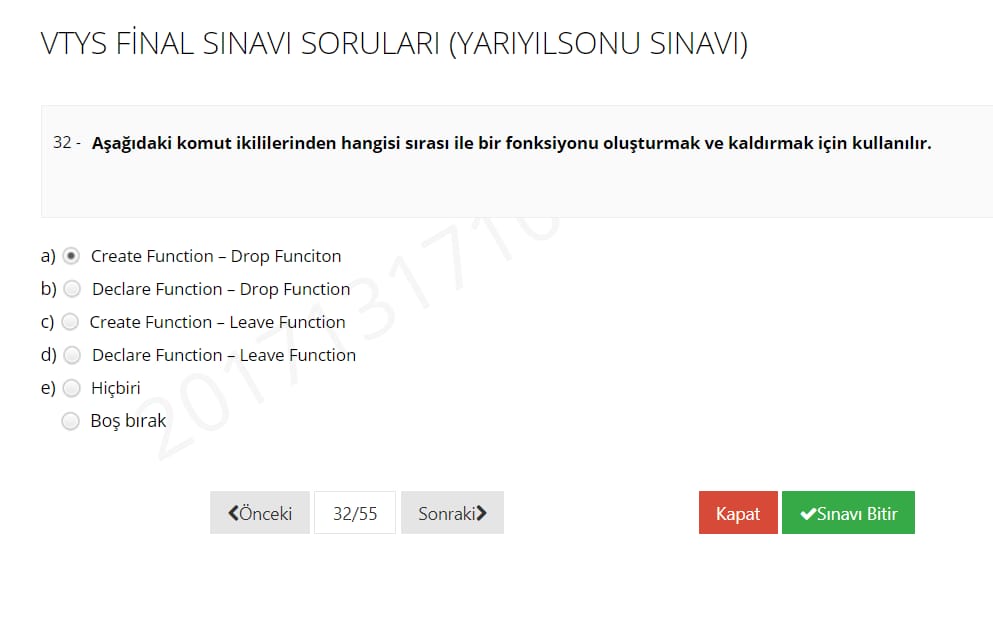 VTYS FİNAL SINAVI SORULARI (YARIYILSONU SINAVI)
32 - Aşağıdaki komut ikililerinden hangisi sırası ile bir fonksiyonu oluşturmak ve kaldırmak için kullanılır.
a) Create Function – Drop Funciton
b) Declare Function – Drop Function
c) Create Function – Leave Function
d) Declare Function – Leave Function
e) Hiçbiri
Boş bırak
Önceki 32/55 Sonraki Kapat Sınavı Bitir